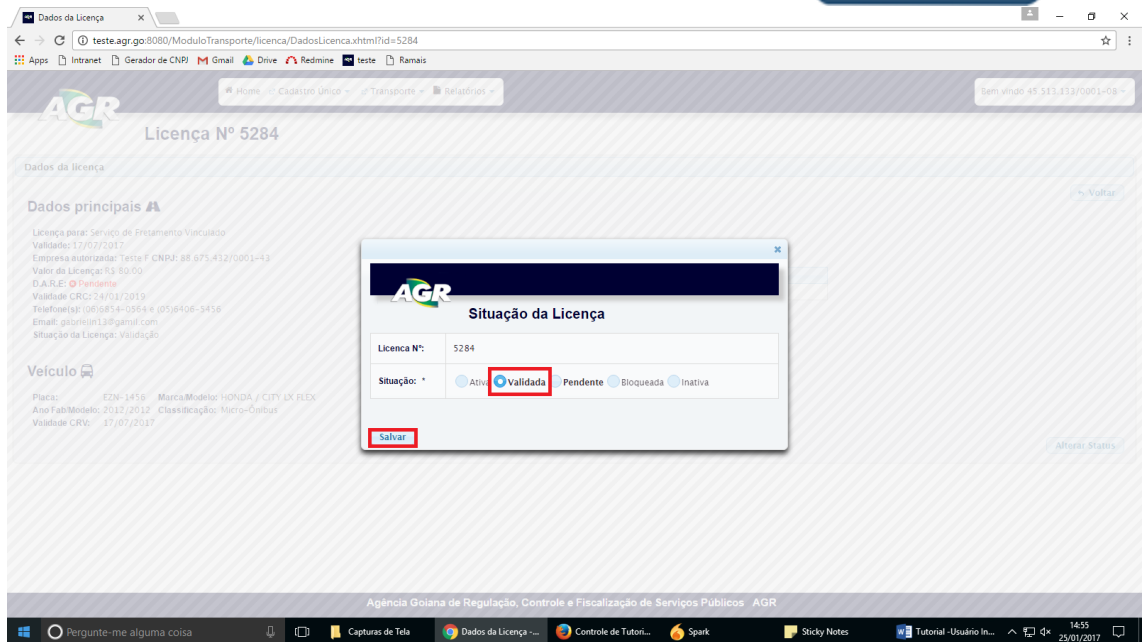 Dados da Licença
teste.agr.go:8080/ModuloTransporte/licenca/DadosLicenca.xhtml?id=5284
Apps Intranet Gerador de CNPJ Gmail Drive Redmine teste Ramais
AGR
Home Cadastro Único Transporte Relatórios
Bem vindo 45.513.133/0001-08
Licença Nº 5284
Dados da licença
Voltar
Dados principais
Licença para: Serviço de Fretamento Vinculado
Validade: 17/07/2017
Empresa autorizada: Teste F CNPJ: 88.675.432/0001-43
Valor da Licença: R$ 80.00
D.A.R.E: Pendente
Validade CRC: 24/01/2019
Telefone(s): (06)6854-0564 e (05)6406-5456
Email: gabrielin13@gamil.com
Situação da Licença: Validação
Veículo
Placa: EZN-1456 Marca/Modelo: HONDA / CITY LX FLEX
Ano Fab/Modelo: 2012/2012 Classificação: Micro-Ônibus
Validade CRV: 17/07/2017
AGR
Situação da Licença
Licenca Nº: 5284
Situação: * Ativa Validada Pendente Bloqueada Inativa
Salvar
Alterar Status
Agência Goiana de Regulação, Controle e Fiscalização de Serviços Públicos AGR
Pergunte-me alguma coisa
Capturas de Tela
Dados da Licença -...
Controle de Tutori...
Spark
Sticky Notes
Tutorial -Usuário In...
14:55
25/01/2017